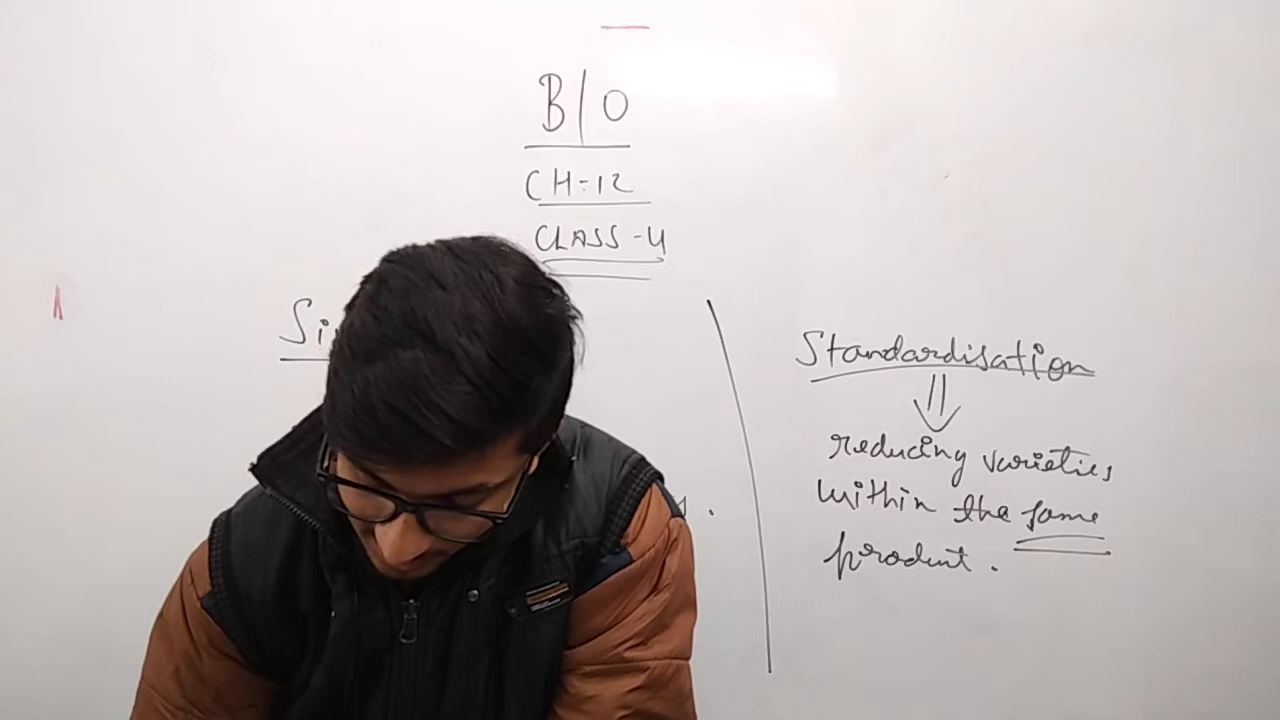 B|O
CH-12
CLASS-4
Standardisation
reducing varieties
within the same
product.